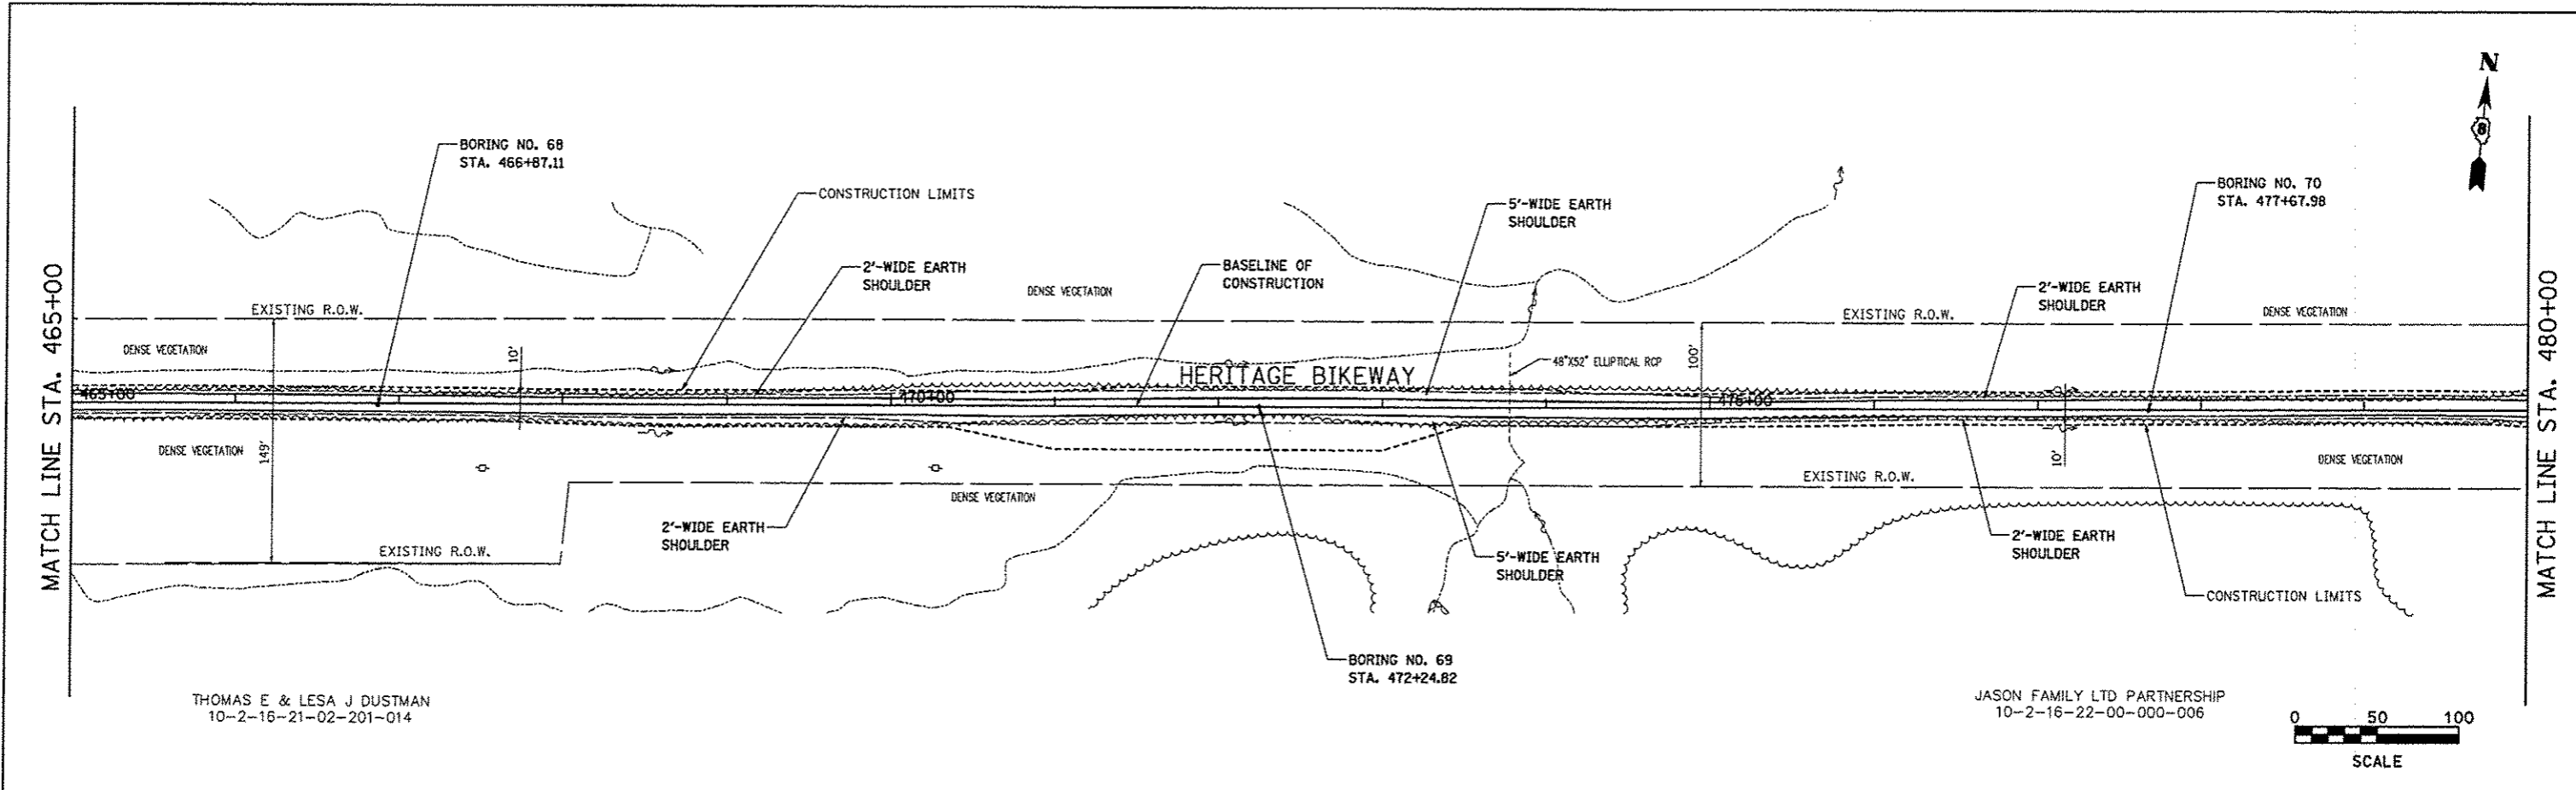 N
8
BORING NO. 68
STA. 466+87.11
CONSTRUCTION LIMITS
5'-WIDE EARTH
SHOULDER
BORING NO. 70
STA. 477+67.98
2'-WIDE EARTH
SHOULDER
BASELINE OF
CONSTRUCTION
DENSE VEGETATION
2'-WIDE EARTH
SHOULDER
EXISTING R.O.W.
EXISTING R.O.W.
DENSE VEGETATION
MATCH LINE STA. 465+00
MATCH LINE STA. 480+00
DENSE VEGETATION
10'
48"X52" ELLIPTICAL RCP
100'
HERITAGE BIKEWAY
465+00
470+00
475+00
DENSE VEGETATION
149'
10'
DENSE VEGETATION
EXISTING R.O.W.
DENSE VEGETATION
2'-WIDE EARTH
SHOULDER
EXISTING R.O.W.
5'-WIDE EARTH
SHOULDER
2'-WIDE EARTH
SHOULDER
CONSTRUCTION LIMITS
BORING NO. 69
STA. 472+24.82
THOMAS E & LESA J DUSTMAN
10-2-16-21-02-201-014
JASON FAMILY LTD PARTNERSHIP
10-2-16-22-00-000-006
0 50 100
SCALE